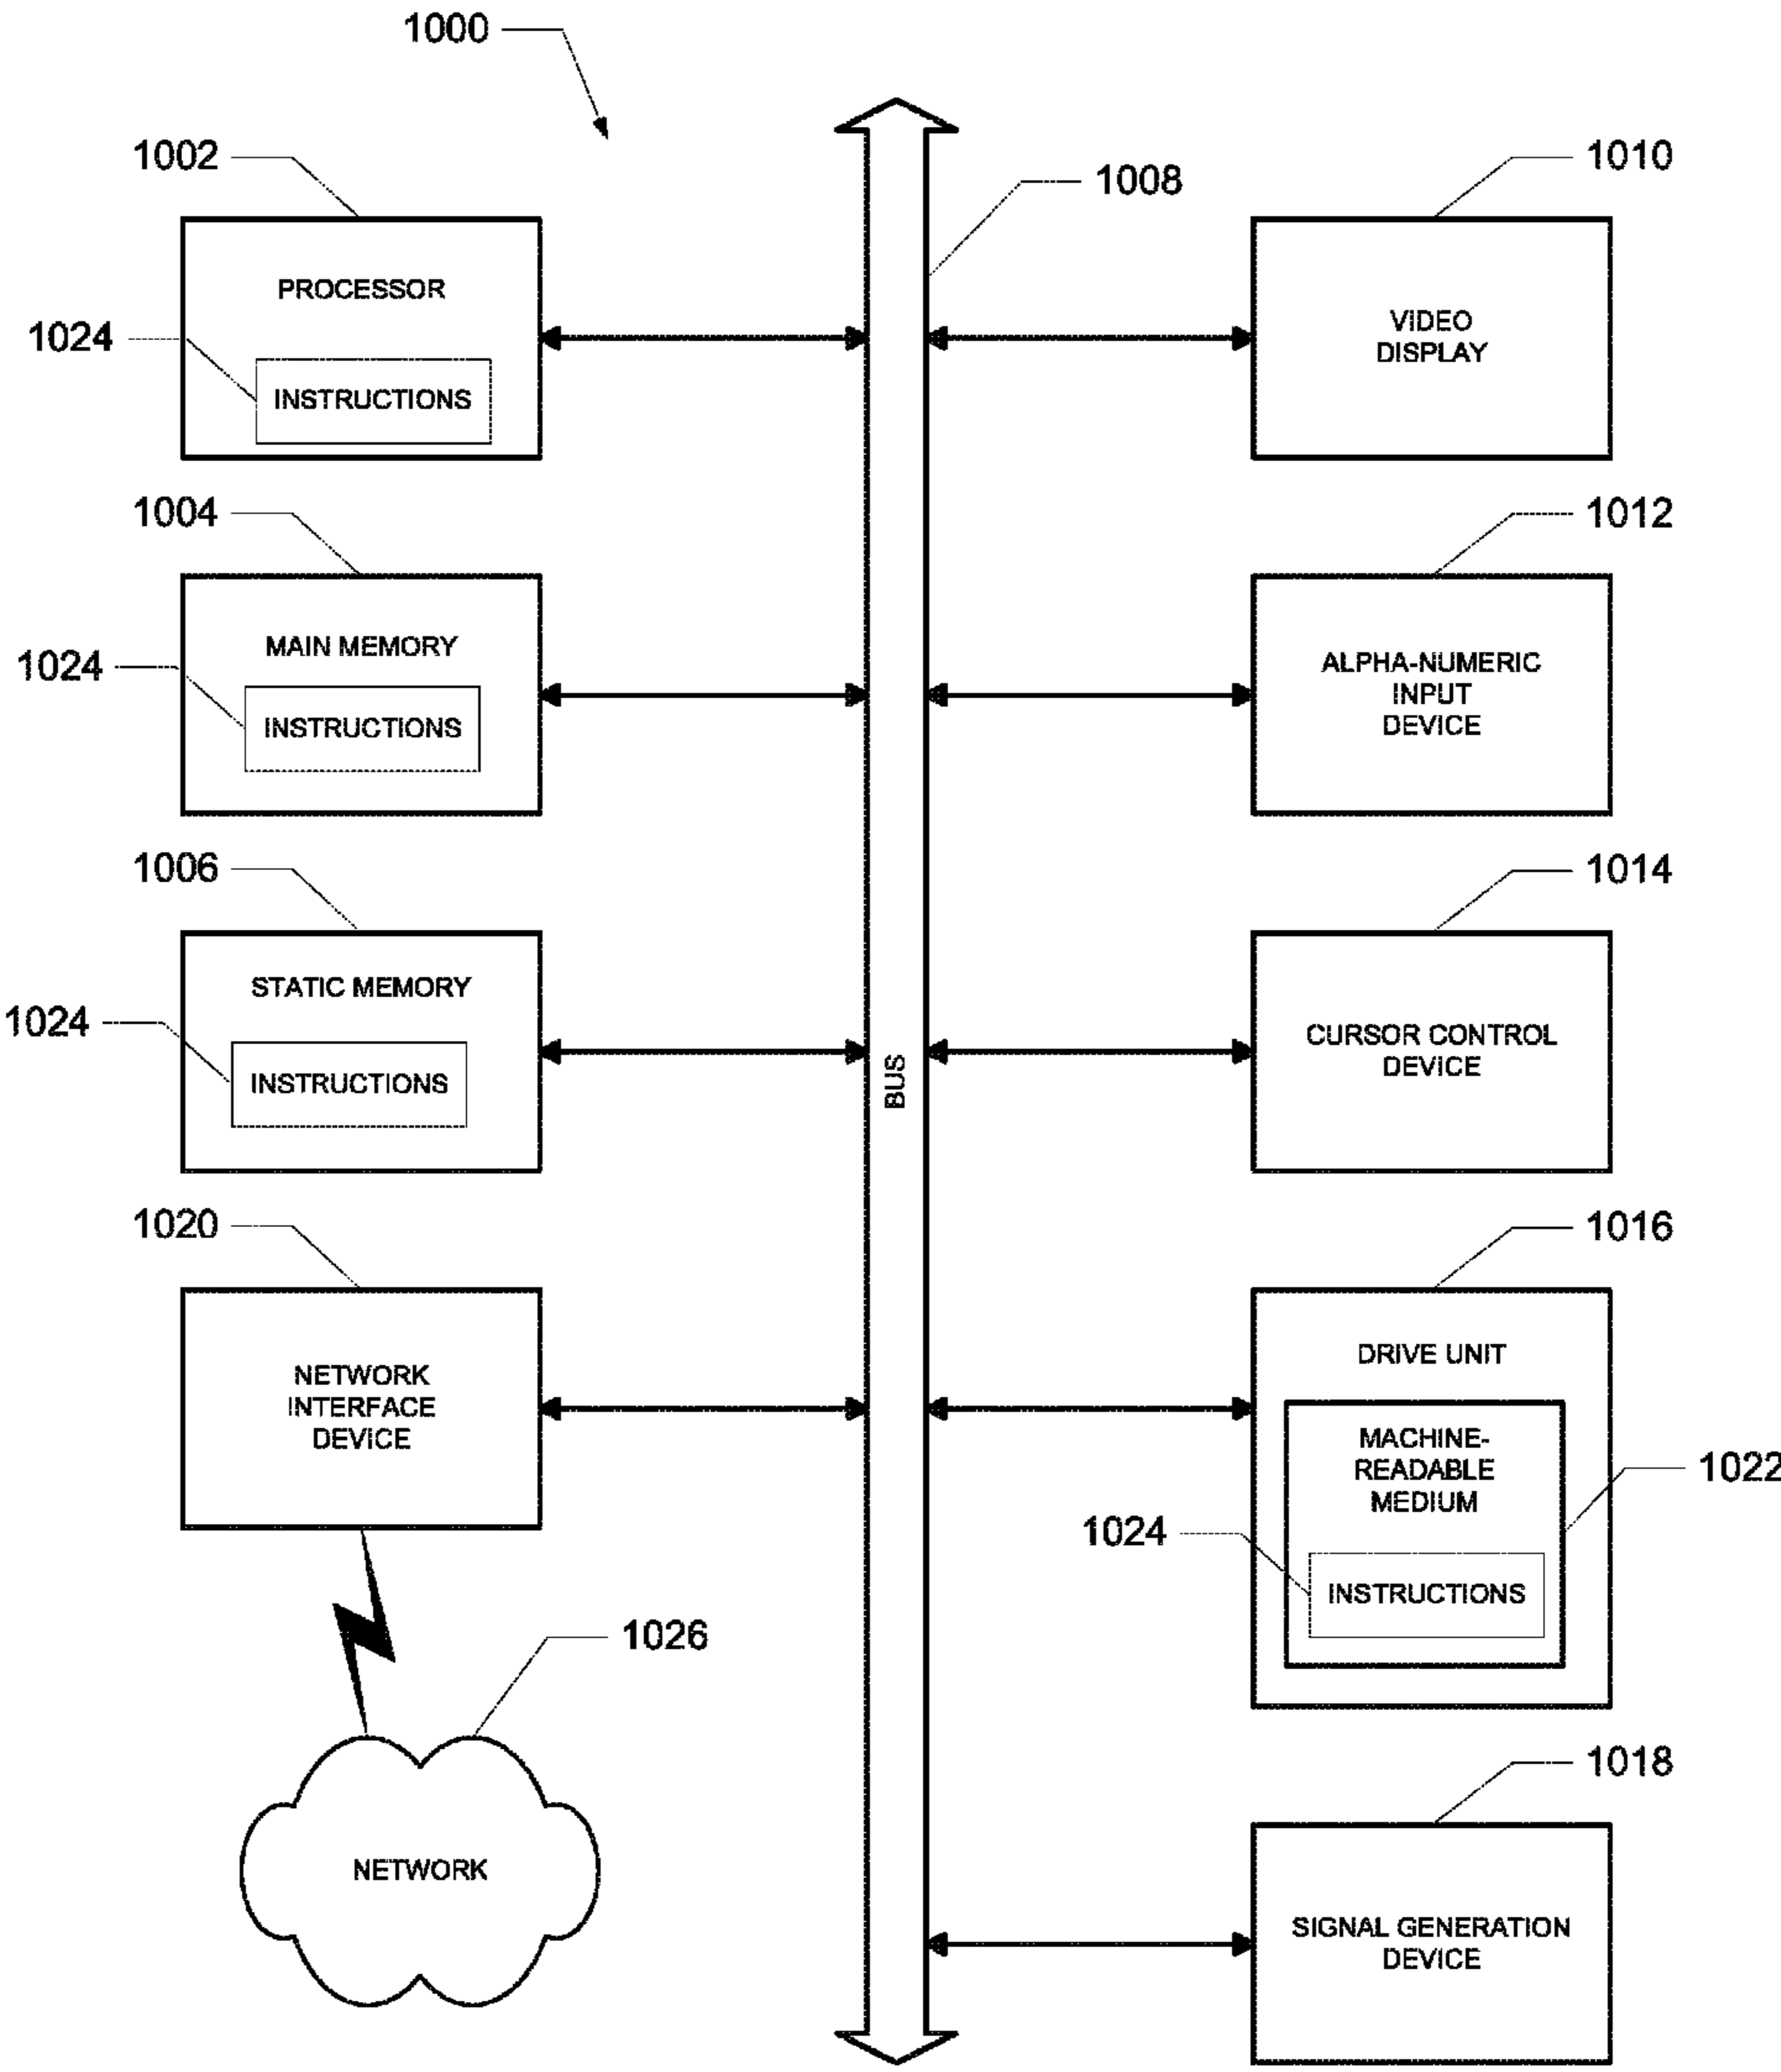 1000
1002
PROCESSOR
1024
INSTRUCTIONS
1004
MAIN MEMORY
1024
INSTRUCTIONS
1006
STATIC MEMORY
1024
INSTRUCTIONS
1020
NETWORK
INTERFACE
DEVICE
1026
NETWORK
1008
BUS
1010
VIDEO
DISPLAY
1012
ALPHA-NUMERIC
INPUT
DEVICE
1014
CURSOR CONTROL
DEVICE
1016
DRIVE UNIT
MACHINE-
READABLE
MEDIUM
1022
1024
INSTRUCTIONS
1018
SIGNAL GENERATION
DEVICE